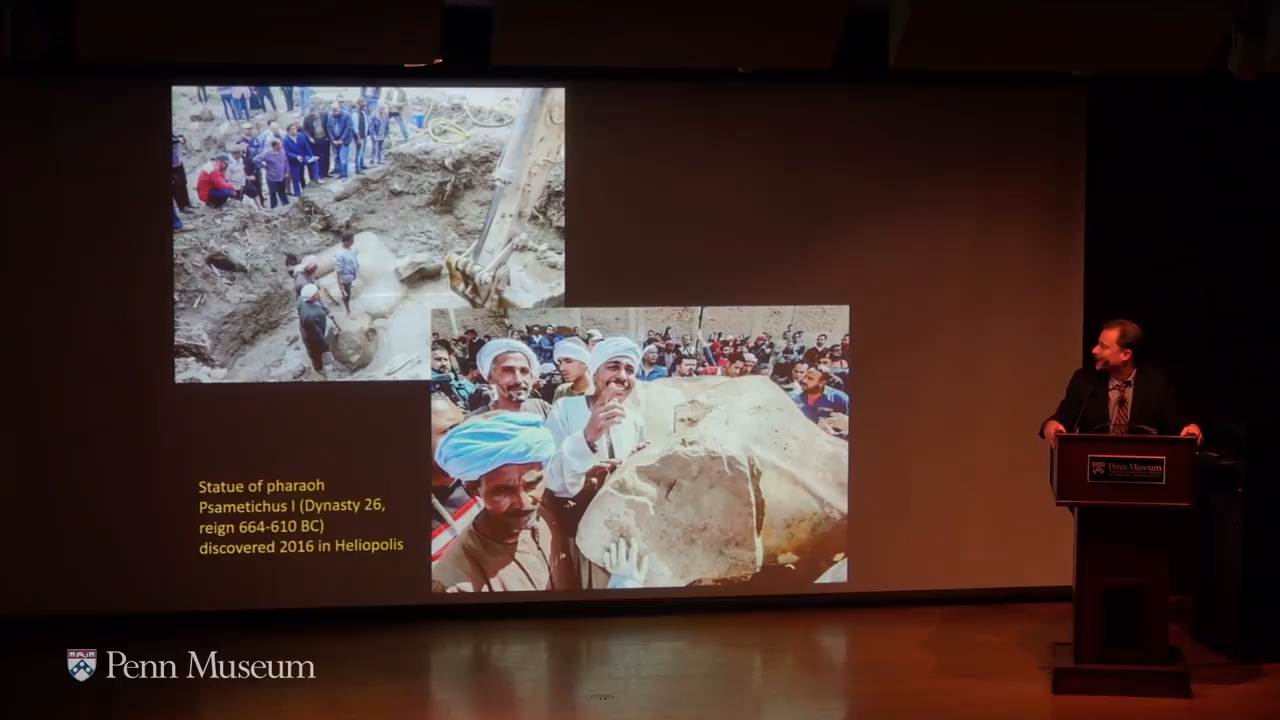 Statue of pharaoh
Psametichus I (Dynasty 26,
reign 664-610 BC)
discovered 2016 in Heliopolis
Penn Museum
Penn Museum